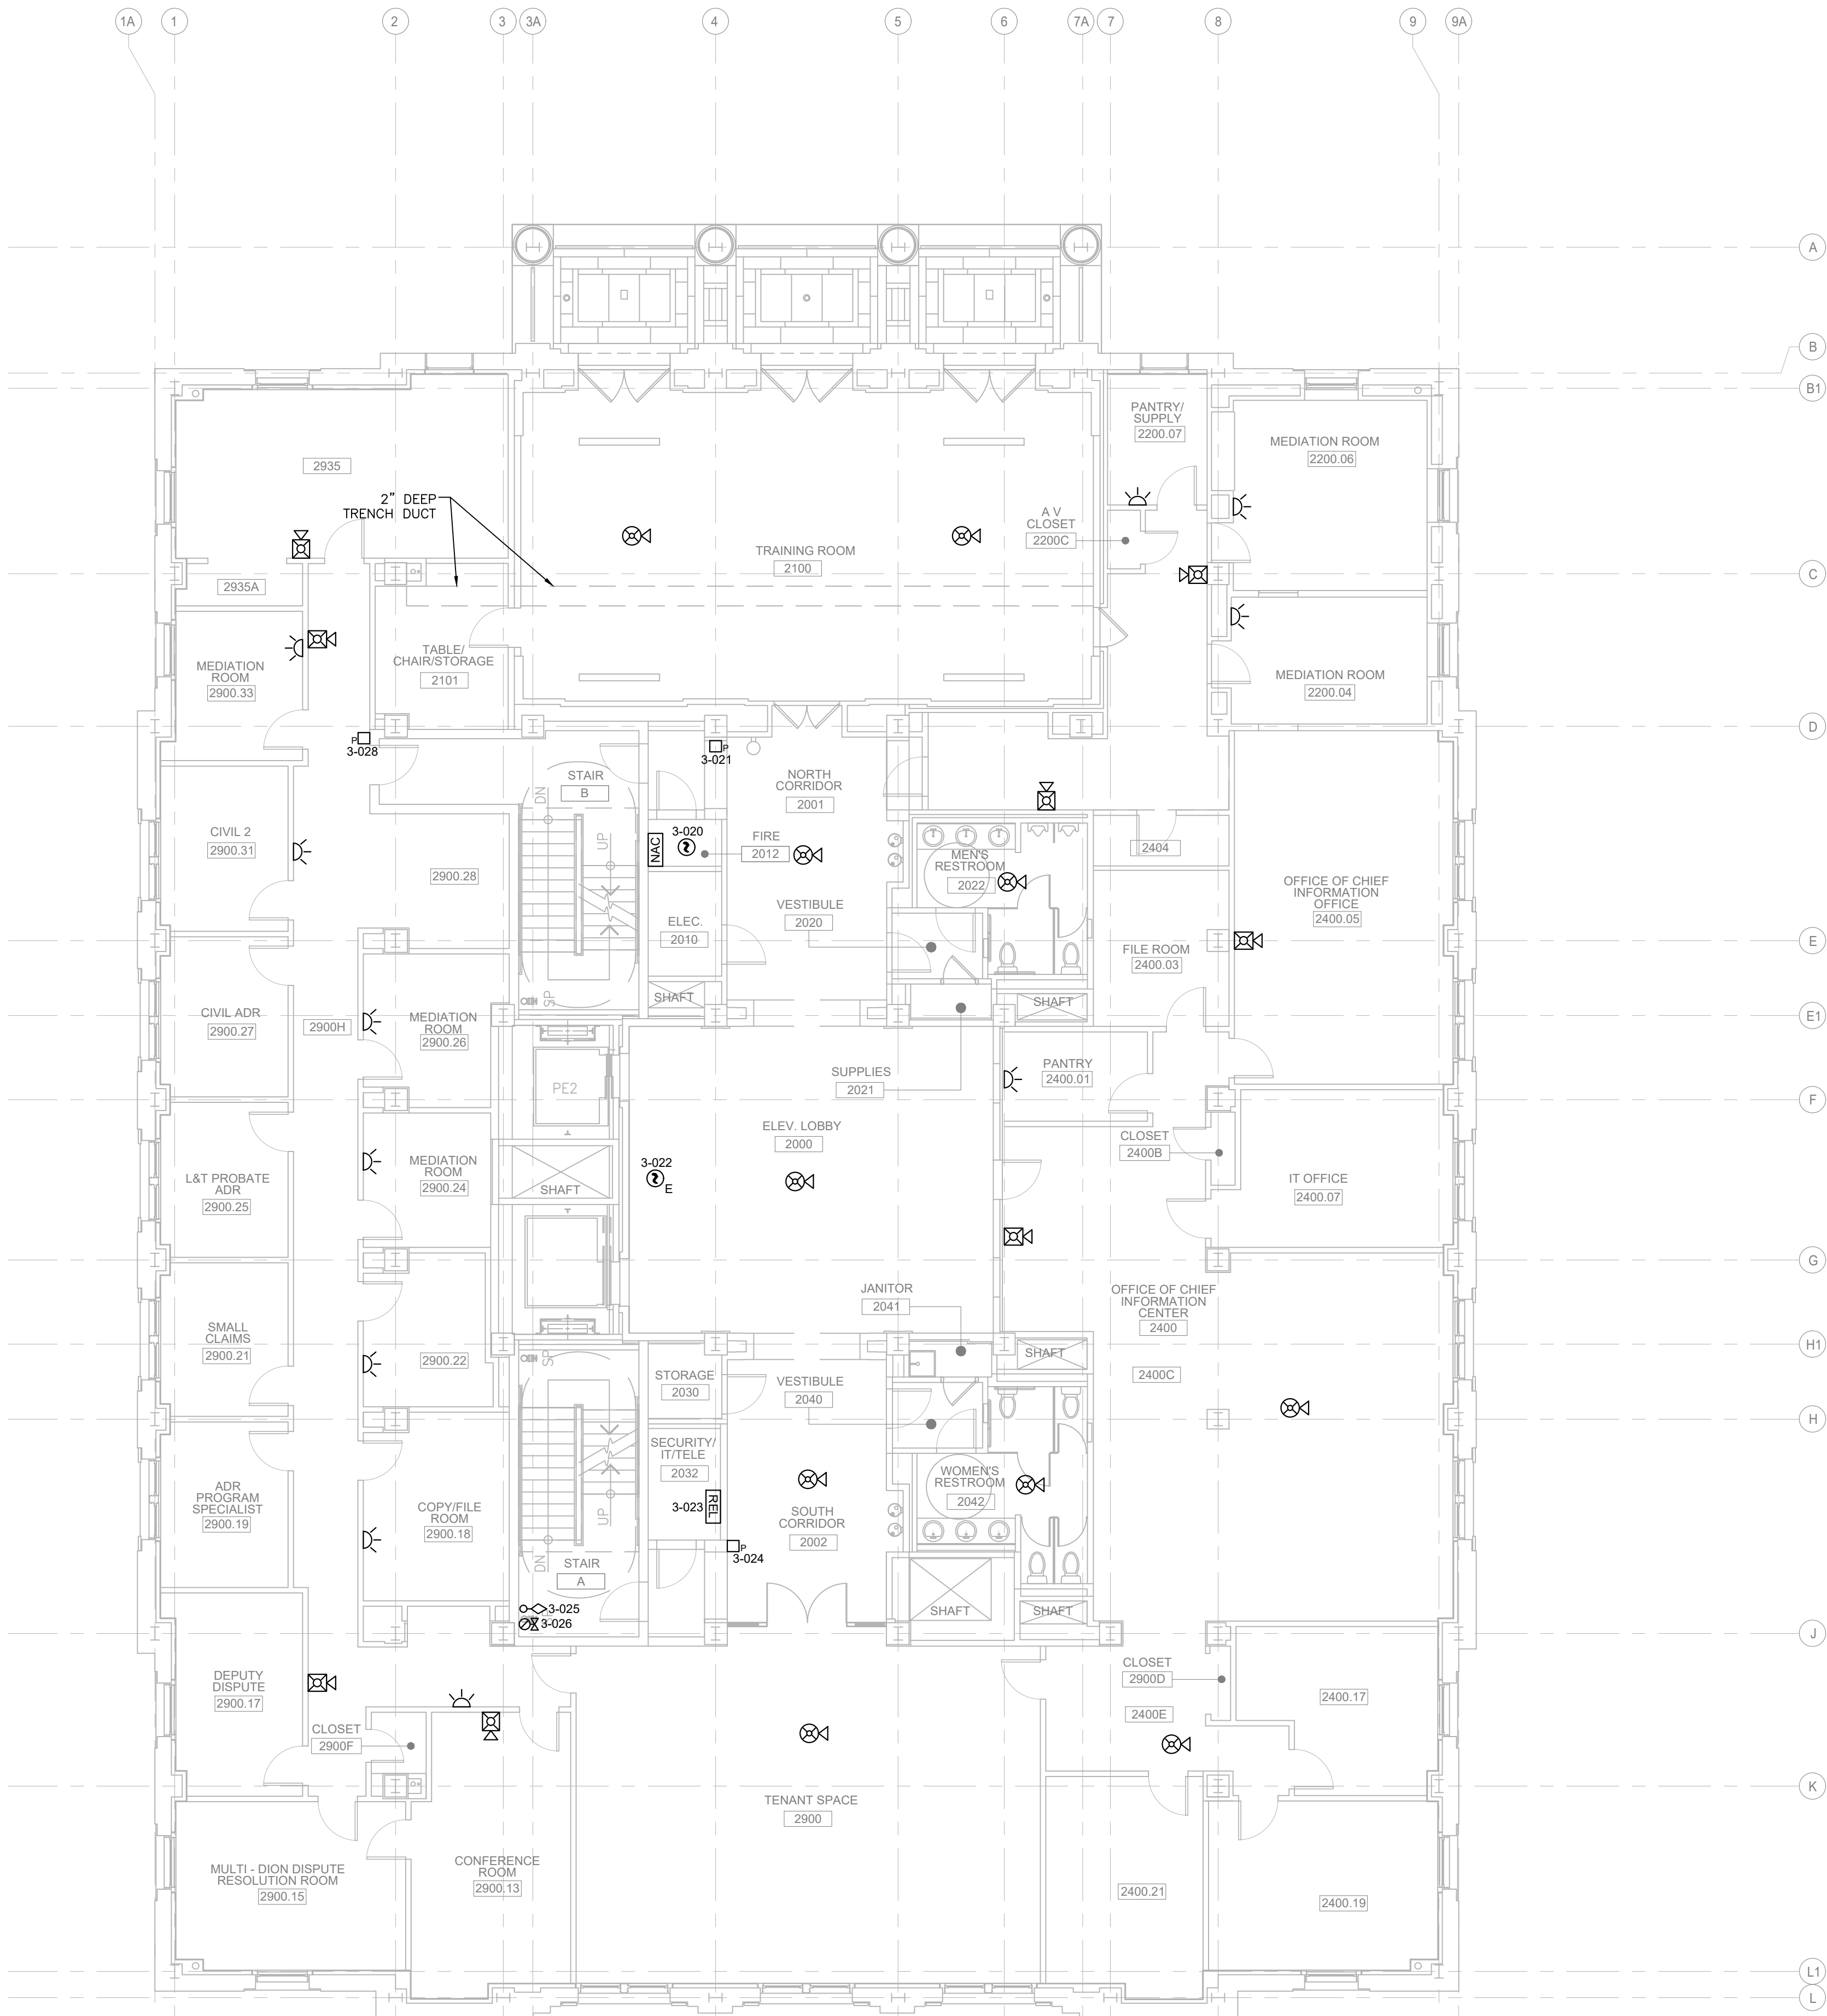 1A 1 2 3 3A 4 5 6 7A 7 8 9 9A
A
B
B1
PANTRY/
SUPPLY
2200.07
MEDIATION ROOM
2200.06
2935
2" DEEP
TRENCH DUCT
A V
CLOSET
2200C
TRAINING ROOM
2100
C
2935A
TABLE/
CHAIR/STORAGE
2101
MEDIATION
ROOM
2900.33
MEDIATION ROOM
2200.04
D
P
3-028
P
3-021
STAIR
B
DN
UP
NORTH
CORRIDOR
2001
CIVIL 2
2900.31
NAC
3-020
FIRE
2012
MEN'S
RESTROOM
2022
2404
2900.28
OFFICE OF CHIEF
INFORMATION
OFFICE
2400.05
ELEC.
2010
VESTIBULE
2020
FILE ROOM
2400.03
E
SP
SHAFT
SHAFT
CIVIL ADR
2900.27
2900H
MEDIATION
ROOM
2900.26
E1
PE2
SUPPLIES
2021
PANTRY
2400.01
F
ELEV. LOBBY
2000
CLOSET
2400B
L&T PROBATE
ADR
2900.25
MEDIATION
ROOM
2900.24
SHAFT
3-022
E
IT OFFICE
2400.07
G
JANITOR
2041
OFFICE OF CHIEF
INFORMATION
CENTER
2400
SMALL
CLAIMS
2900.21
2900.22
SP
SHAFT
H1
STORAGE
2030
VESTIBULE
2040
2400C
H
SECURITY/
IT/TELE
2032
WOMEN'S
RESTROOM
2042
ADR
PROGRAM
SPECIALIST
2900.19
COPY/FILE
ROOM
2900.18
UP
3-023
REL
SOUTH
CORRIDOR
2002
P
3-024
DN
STAIR
A
3-025
3-026
SHAFT
SHAFT
J
DEPUTY
DISPUTE
2900.17
CLOSET
2900D
2400.17
2400E
CLOSET
2900F
K
TENANT SPACE
2900
MULTI - DION DISPUTE
RESOLUTION ROOM
2900.15
CONFERENCE
ROOM
2900.13
2400.21
2400.19
L1
L